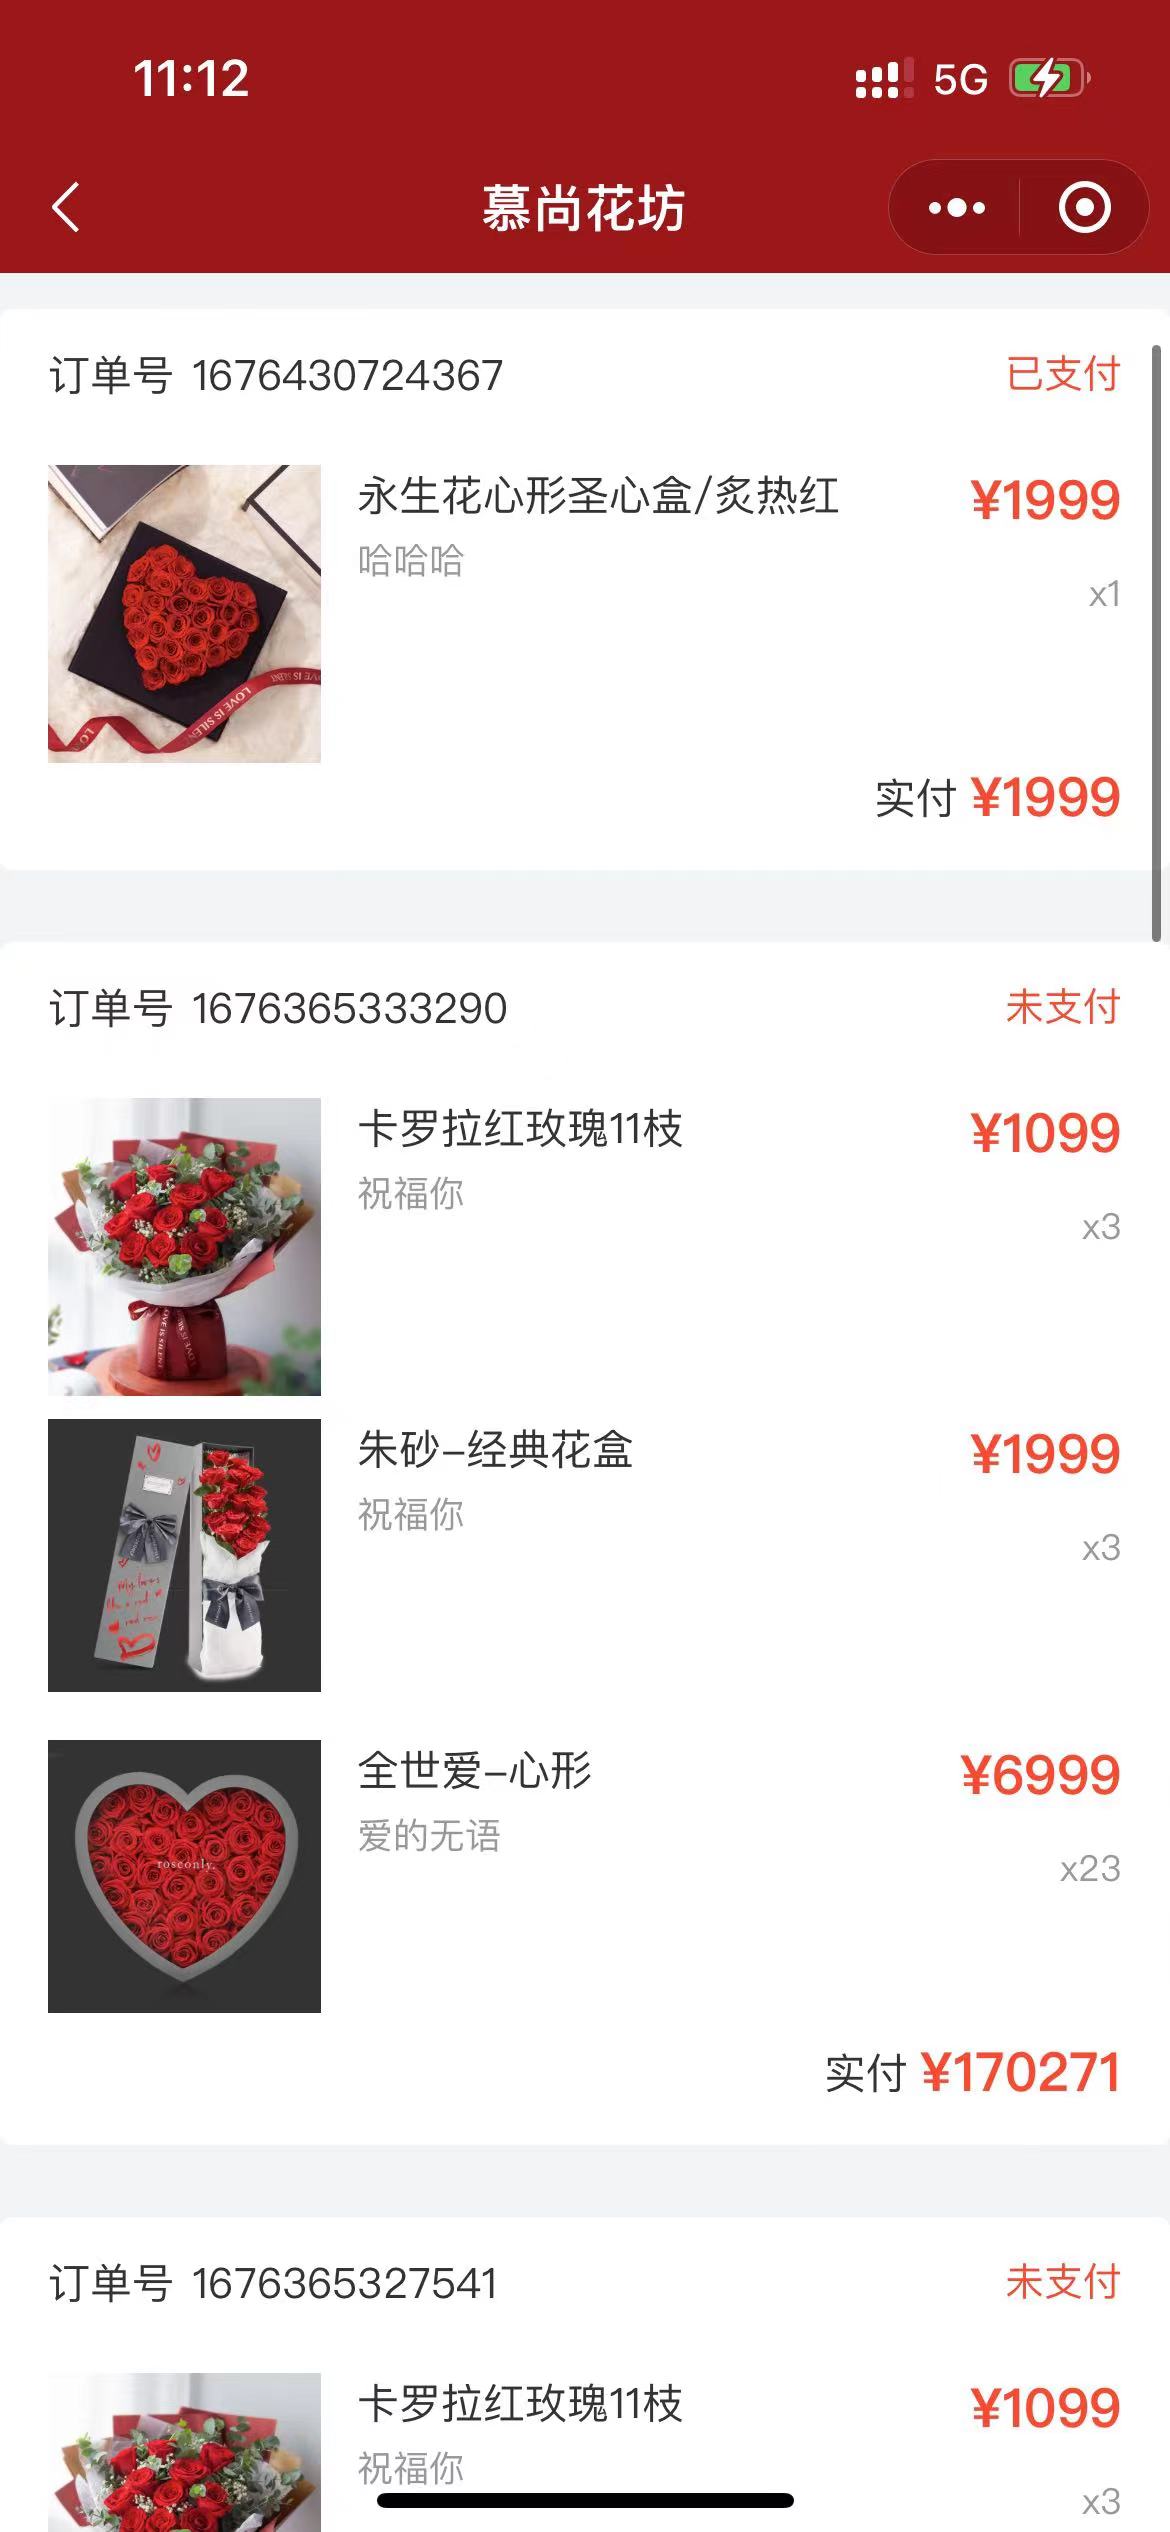 11:12
5G
慕尚花坊
订单号 1676430724367
已支付
永生花心形圣心盒/炙热红
¥1999
哈哈哈
x1
LOVE IS SILENT
实付 ¥1999
订单号 1676365333290
未支付
卡罗拉红玫瑰11枝
¥1099
祝福你
x3
朱砂-经典花盒
¥1999
祝福你
x3
全世爱-心形
¥6999
爱的无语
x23
roseonly.
实付 ¥170271
订单号 1676365327541
未支付
卡罗拉红玫瑰11枝
¥1099
祝福你
x3